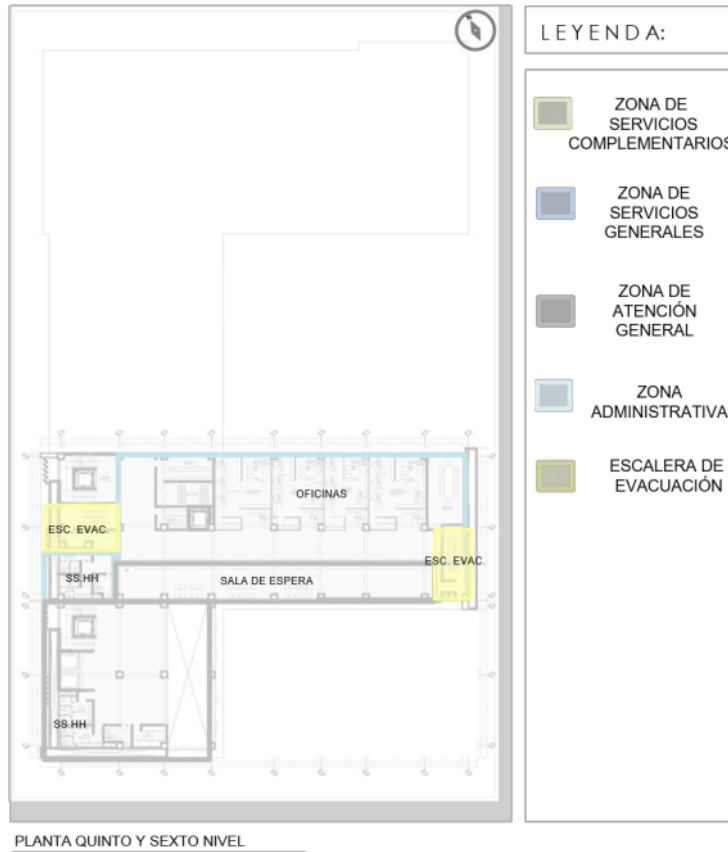 LEYENDA:
ZONA DE
SERVICIOS
COMPLEMENTARIOS
ZONA DE
SERVICIOS
GENERALES
ZONA DE
ATENCIÓN
GENERAL
ZONA
ADMINISTRATIVA
ESCALERA DE
EVACUACIÓN
OFICINAS
ESC. EVAC.
ESC. EVAC.
SS.HH
SALA DE ESPERA
SS.HH
PLANTA QUINTO Y SEXTO NIVEL